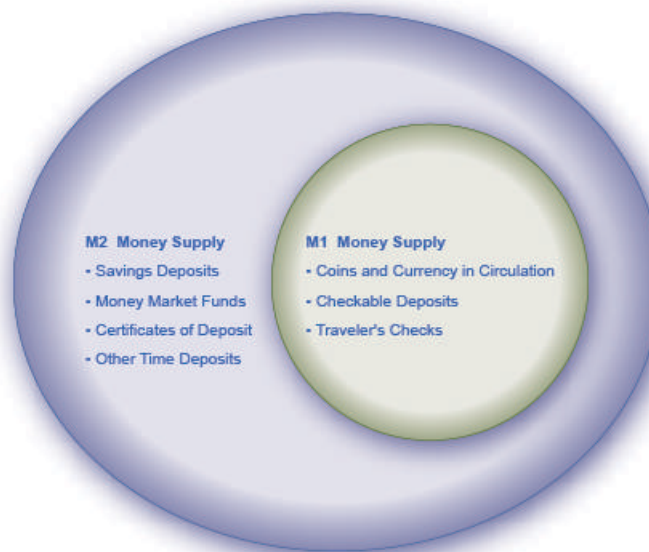 M2 Money Supply
- Savings Deposits
- Money Market Funds
- Certificates of Deposit
- Other Time Deposits
M1 Money Supply
- Coins and Currency in Circulation
- Checkable Deposits
- Traveler's Checks